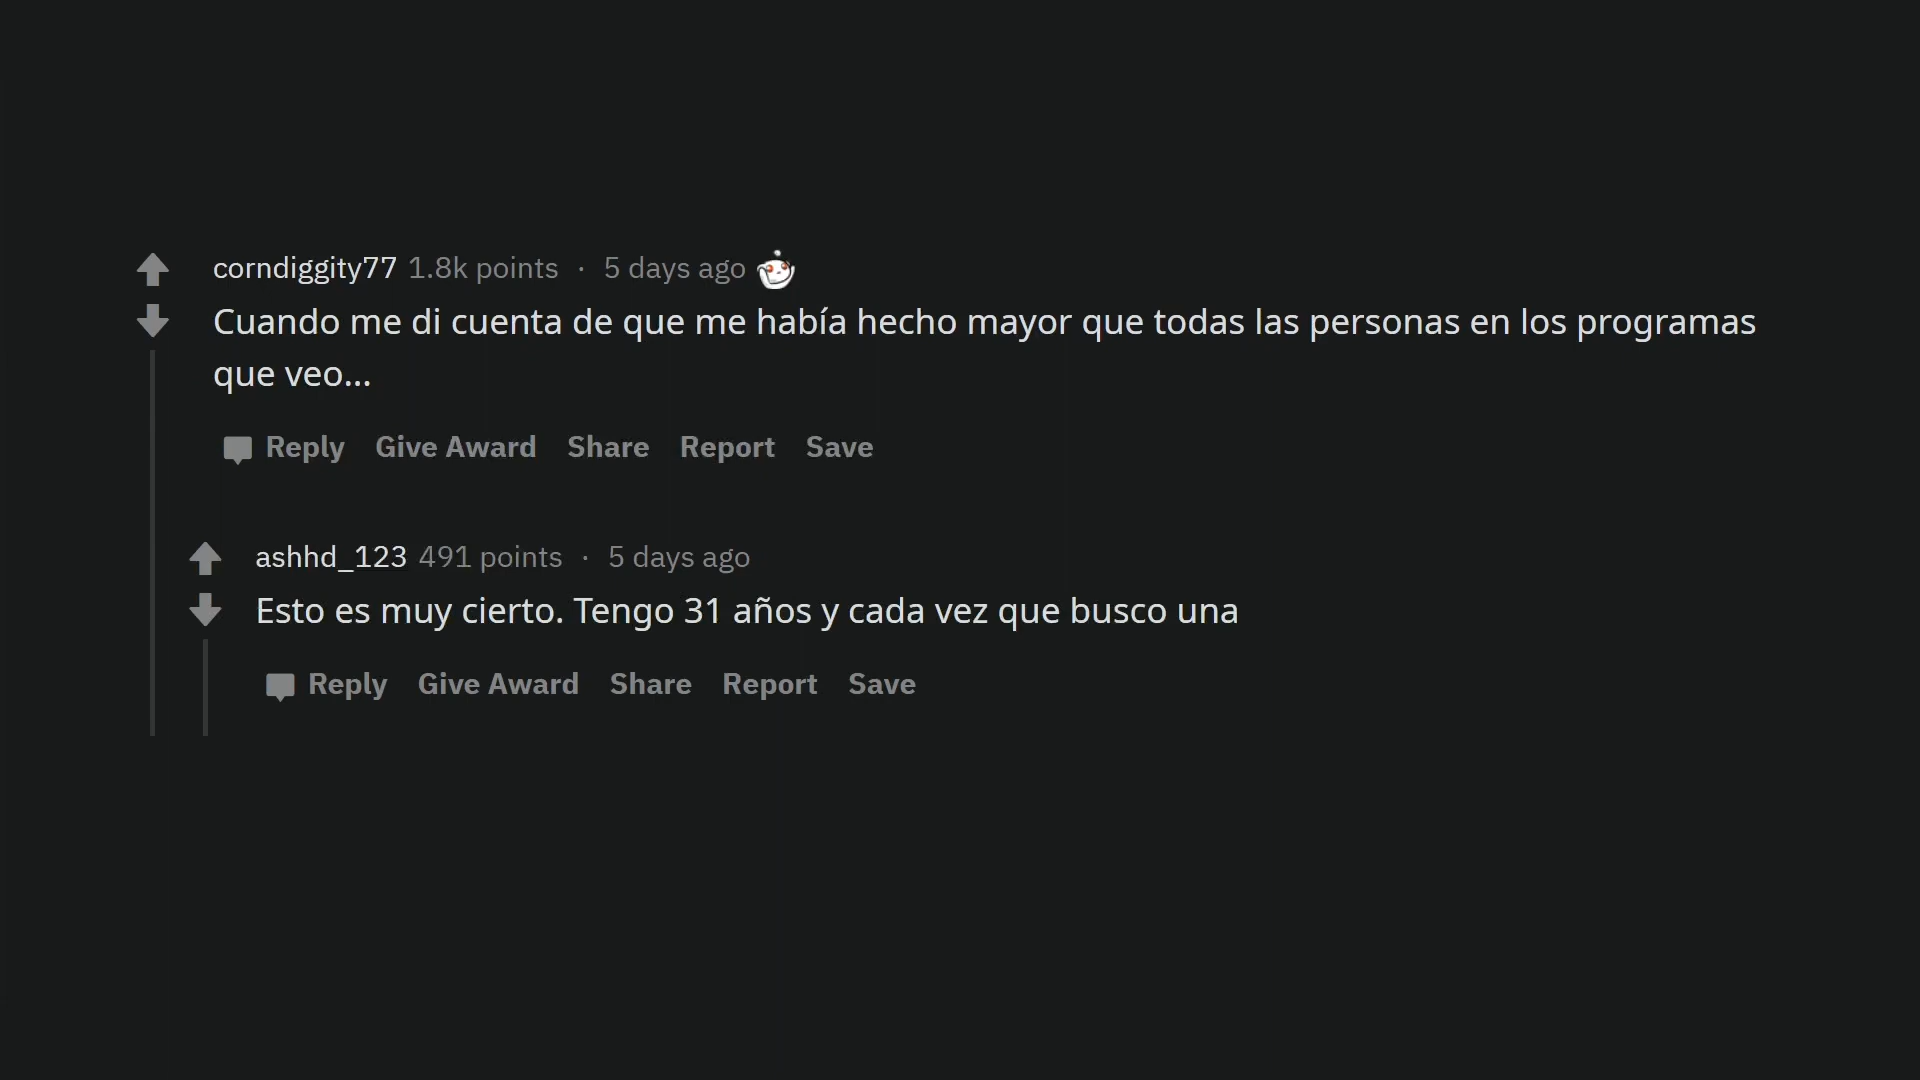 corndiggity77 1.8k points · 5 days ago
Cuando me di cuenta de que me había hecho mayor que todas las personas en los programas
que veo...
Reply Give Award Share Report Save
ashhd_123 491 points · 5 days ago
Esto es muy cierto. Tengo 31 años y cada vez que busco una
Reply Give Award Share Report Save